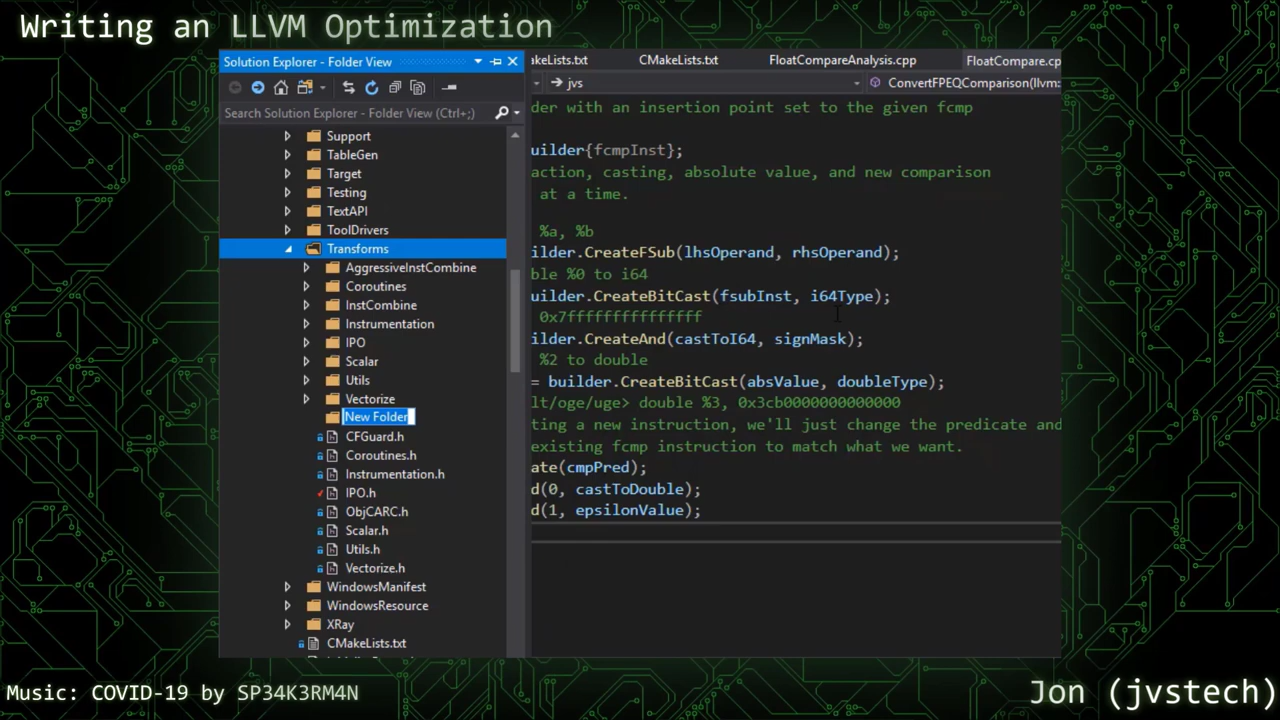 Writing an LLVM Optimization
Solution Explorer - Folder View
Search Solution Explorer - Folder View (Ctrl+;)
Support
TableGen
Target
Testing
TextAPI
ToolDrivers
Transforms
AggressiveInstCombine
Coroutines
InstCombine
Instrumentation
IPO
Scalar
Utils
Vectorize
New Folder
CFGuard.h
Coroutines.h
Instrumentation.h
IPO.h
ObjCARC.h
Scalar.h
Utils.h
Vectorize.h
WindowsManifest
WindowsResource
XRay
CMakeLists.txt
akeLists.txt CMakeLists.txt FloatCompareAnalysis.cpp FloatCompare.cp
jvs ConvertFPEQComparison(llvm:
der with an insertion point set to the given fcmp
uilder{fcmpInst};
action, casting, absolute value, and new comparison
at a time.
%a, %b
ilder.CreateFSub(lhsOperand, rhsOperand);
ble %0 to i64
uilder.CreateBitCast(fsubInst, i64Type);
0x7fffffffffffffff
ilder.CreateAnd(castToI64, signMask);
%2 to double
= builder.CreateBitCast(absValue, doubleType);
lt/oge/uge> double %3, 0x3cb0000000000000
ting a new instruction, we'll just change the predicate and
existing fcmp instruction to match what we want.
ate(cmpPred);
d(0, castToDouble);
d(1, epsilonValue);
Music: COVID-19 by SP34K3RM4N
Jon (jvstech)